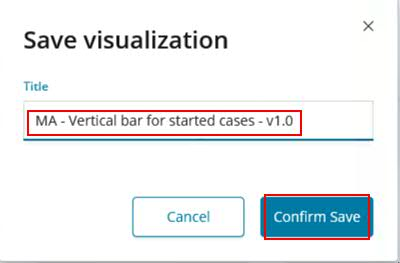 Save visualization
Title
MA - Vertical bar for started cases - v1.0
Cancel
Confirm Save